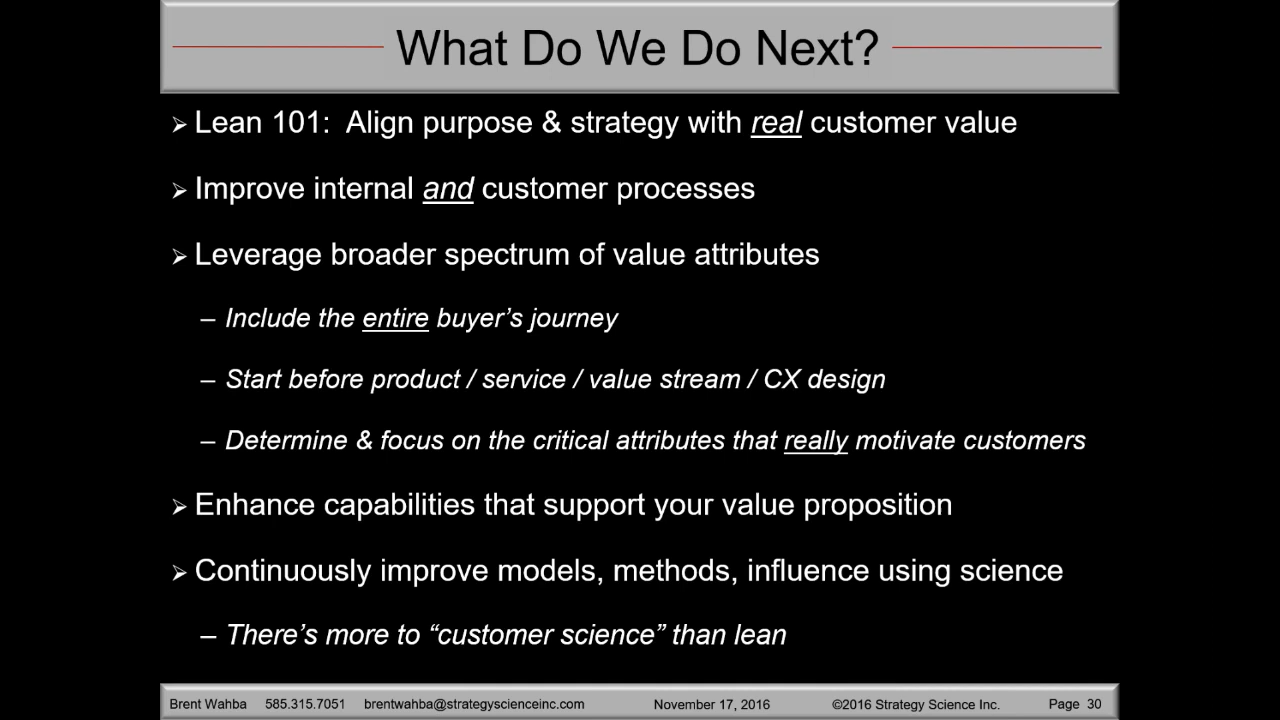 What Do We Do Next?
➢ Lean 101: Align purpose & strategy with real customer value
➢ Improve internal and customer processes
➢ Leverage broader spectrum of value attributes
– Include the entire buyer’s journey
– Start before product / service / value stream / CX design
– Determine & focus on the critical attributes that really motivate customers
➢ Enhance capabilities that support your value proposition
➢ Continuously improve models, methods, influence using science
– There’s more to “customer science” than lean
Brent Wahba 585.315.7051 brentwahba@strategyscienceinc.com November 17, 2016 ©2016 Strategy Science Inc. Page 30